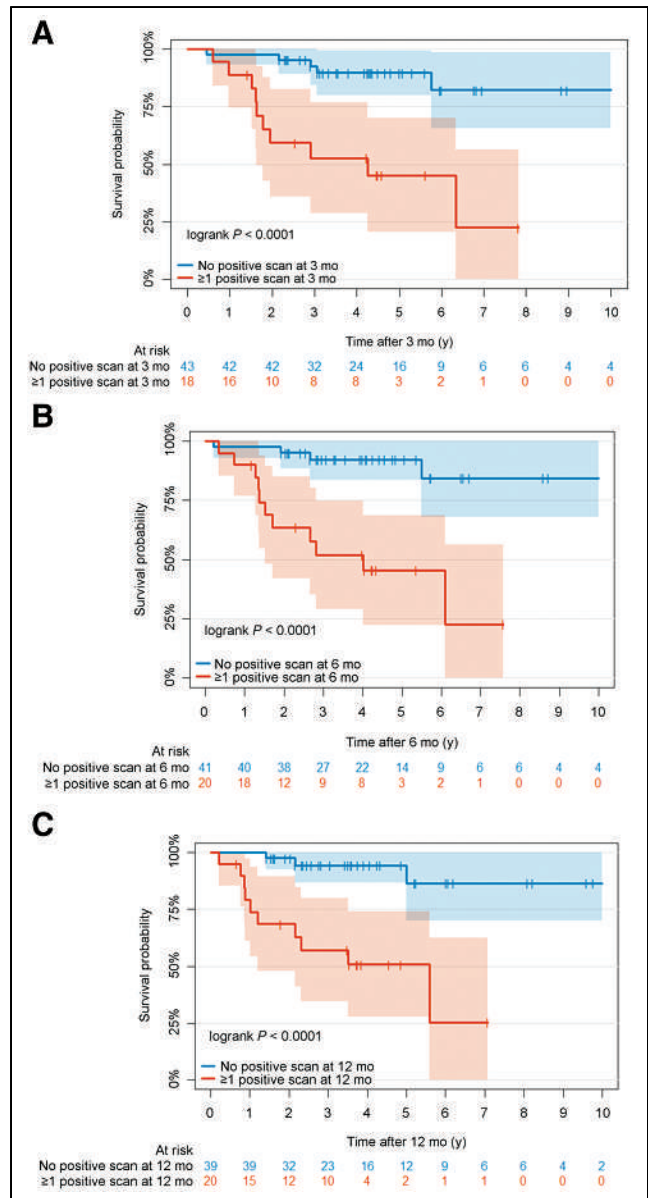 A
100%
75%
50%
25%
0%
Survival probability
logrank P < 0.0001
No positive scan at 3 mo
≥1 positive scan at 3 mo
0 1 2 3 4 5 6 7 8 9 10
Time after 3 mo (y)
At risk
No positive scan at 3 mo 43 42 42 32 24 16 9 6 6 4 4
≥1 positive scan at 3 mo 18 16 10 8 8 3 2 1 0 0 0
B
100%
75%
50%
25%
0%
Survival probability
logrank P < 0.0001
No positive scan at 6 mo
≥1 positive scan at 6 mo
0 1 2 3 4 5 6 7 8 9 10
Time after 6 mo (y)
At risk
No positive scan at 6 mo 41 40 38 27 22 14 9 6 6 4 4
≥1 positive scan at 6 mo 20 18 12 9 8 3 2 1 0 0 0
C
100%
75%
50%
25%
0%
Survival probability
logrank P < 0.0001
No positive scan at 12 mo
≥1 positive scan at 12 mo
0 1 2 3 4 5 6 7 8 9 10
Time after 12 mo (y)
At risk
No positive scan at 12 mo 39 39 32 23 16 12 9 6 6 4 2
≥1 positive scan at 12 mo 20 15 12 10 4 2 1 1 0 0 0